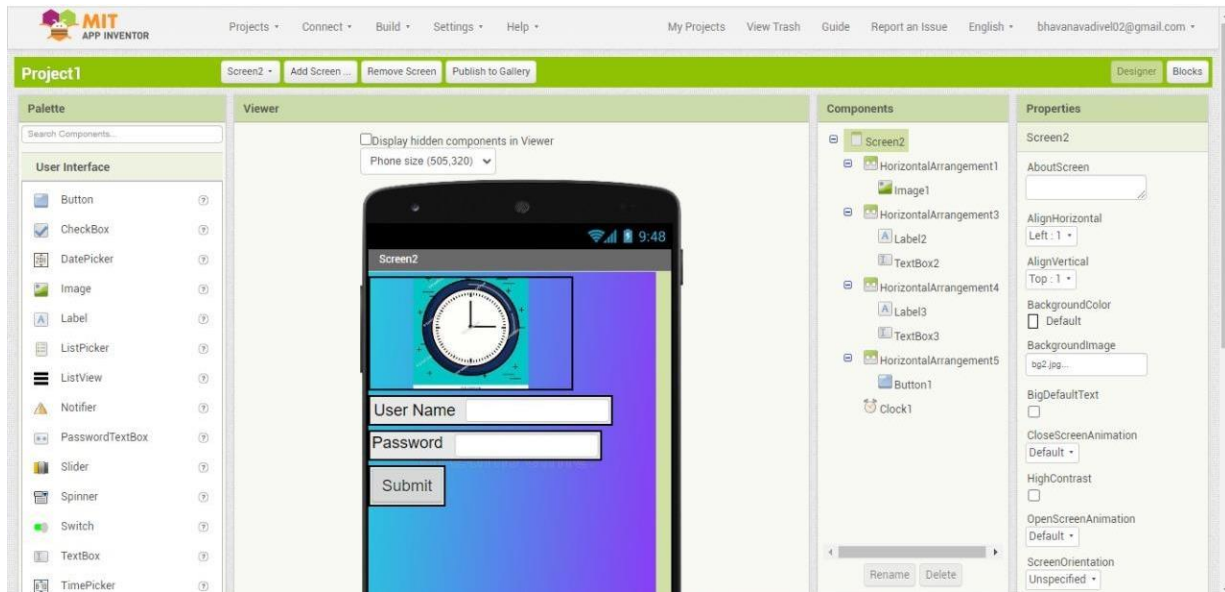 MIT
APP INVENTOR
Projects Connect Build Settings Help My Projects View Trash Guide Report an Issue English bhavanavadivel02@gmail.com
Project1 Screen2 Add Screen ... Remove Screen Publish to Gallery Designer Blocks
Palette
Search Components...
User Interface
Button
CheckBox
DatePicker
Image
Label
ListPicker
ListView
Notifier
PasswordTextBox
Slider
Spinner
Switch
TextBox
TimePicker
Viewer
Display hidden components in Viewer
Phone size (505,320)
9:48
Screen2
User Name
Password
Submit
Components
Screen2
HorizontalArrangement1
Image1
HorizontalArrangement3
Label2
TextBox2
HorizontalArrangement4
Label3
TextBox3
HorizontalArrangement5
Button1
Clock1
Rename Delete
Properties
Screen2
AboutScreen
AlignHorizontal
Left : 1
AlignVertical
Top : 1
BackgroundColor
Default
BackgroundImage
bg2.jpg...
BigDefaultText
CloseScreenAnimation
Default
HighContrast
OpenScreenAnimation
Default
ScreenOrientation
Unspecified